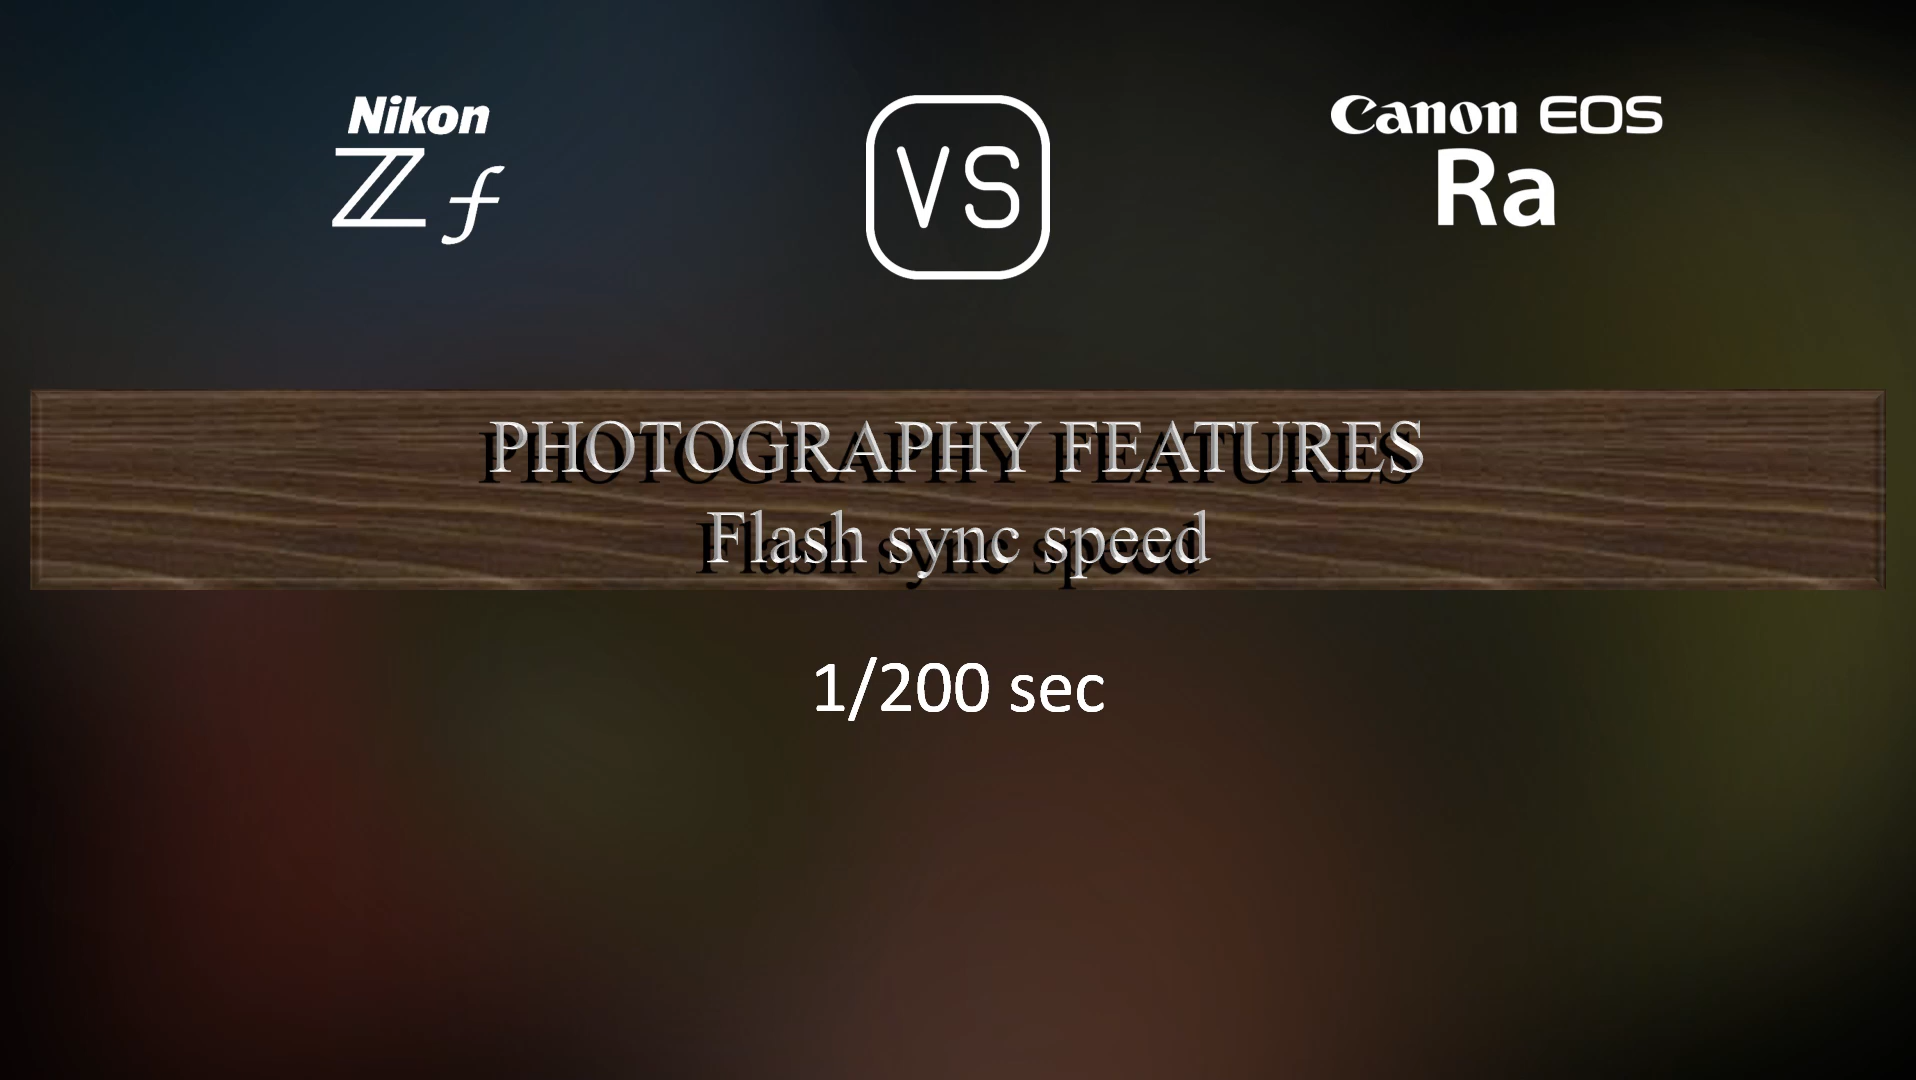 Nikon
Z f
VS
Canon EOS
Ra
PHOTOGRAPHY FEATURES
Flash sync speed
1/200 sec